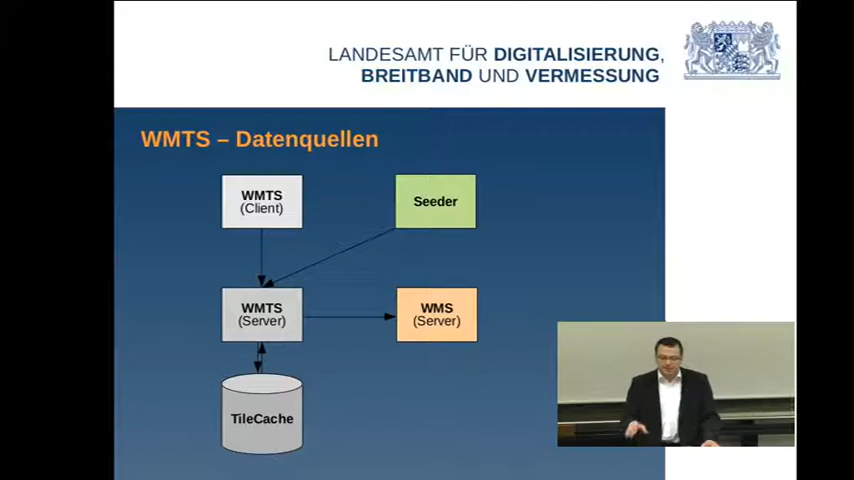 LANDESAMT FÜR DIGITALISIERUNG,
BREITBAND UND VERMESSUNG
WMTS – Datenquellen
WMTS
(Client)
Seeder
WMTS
(Server)
WMS
(Server)
TileCache